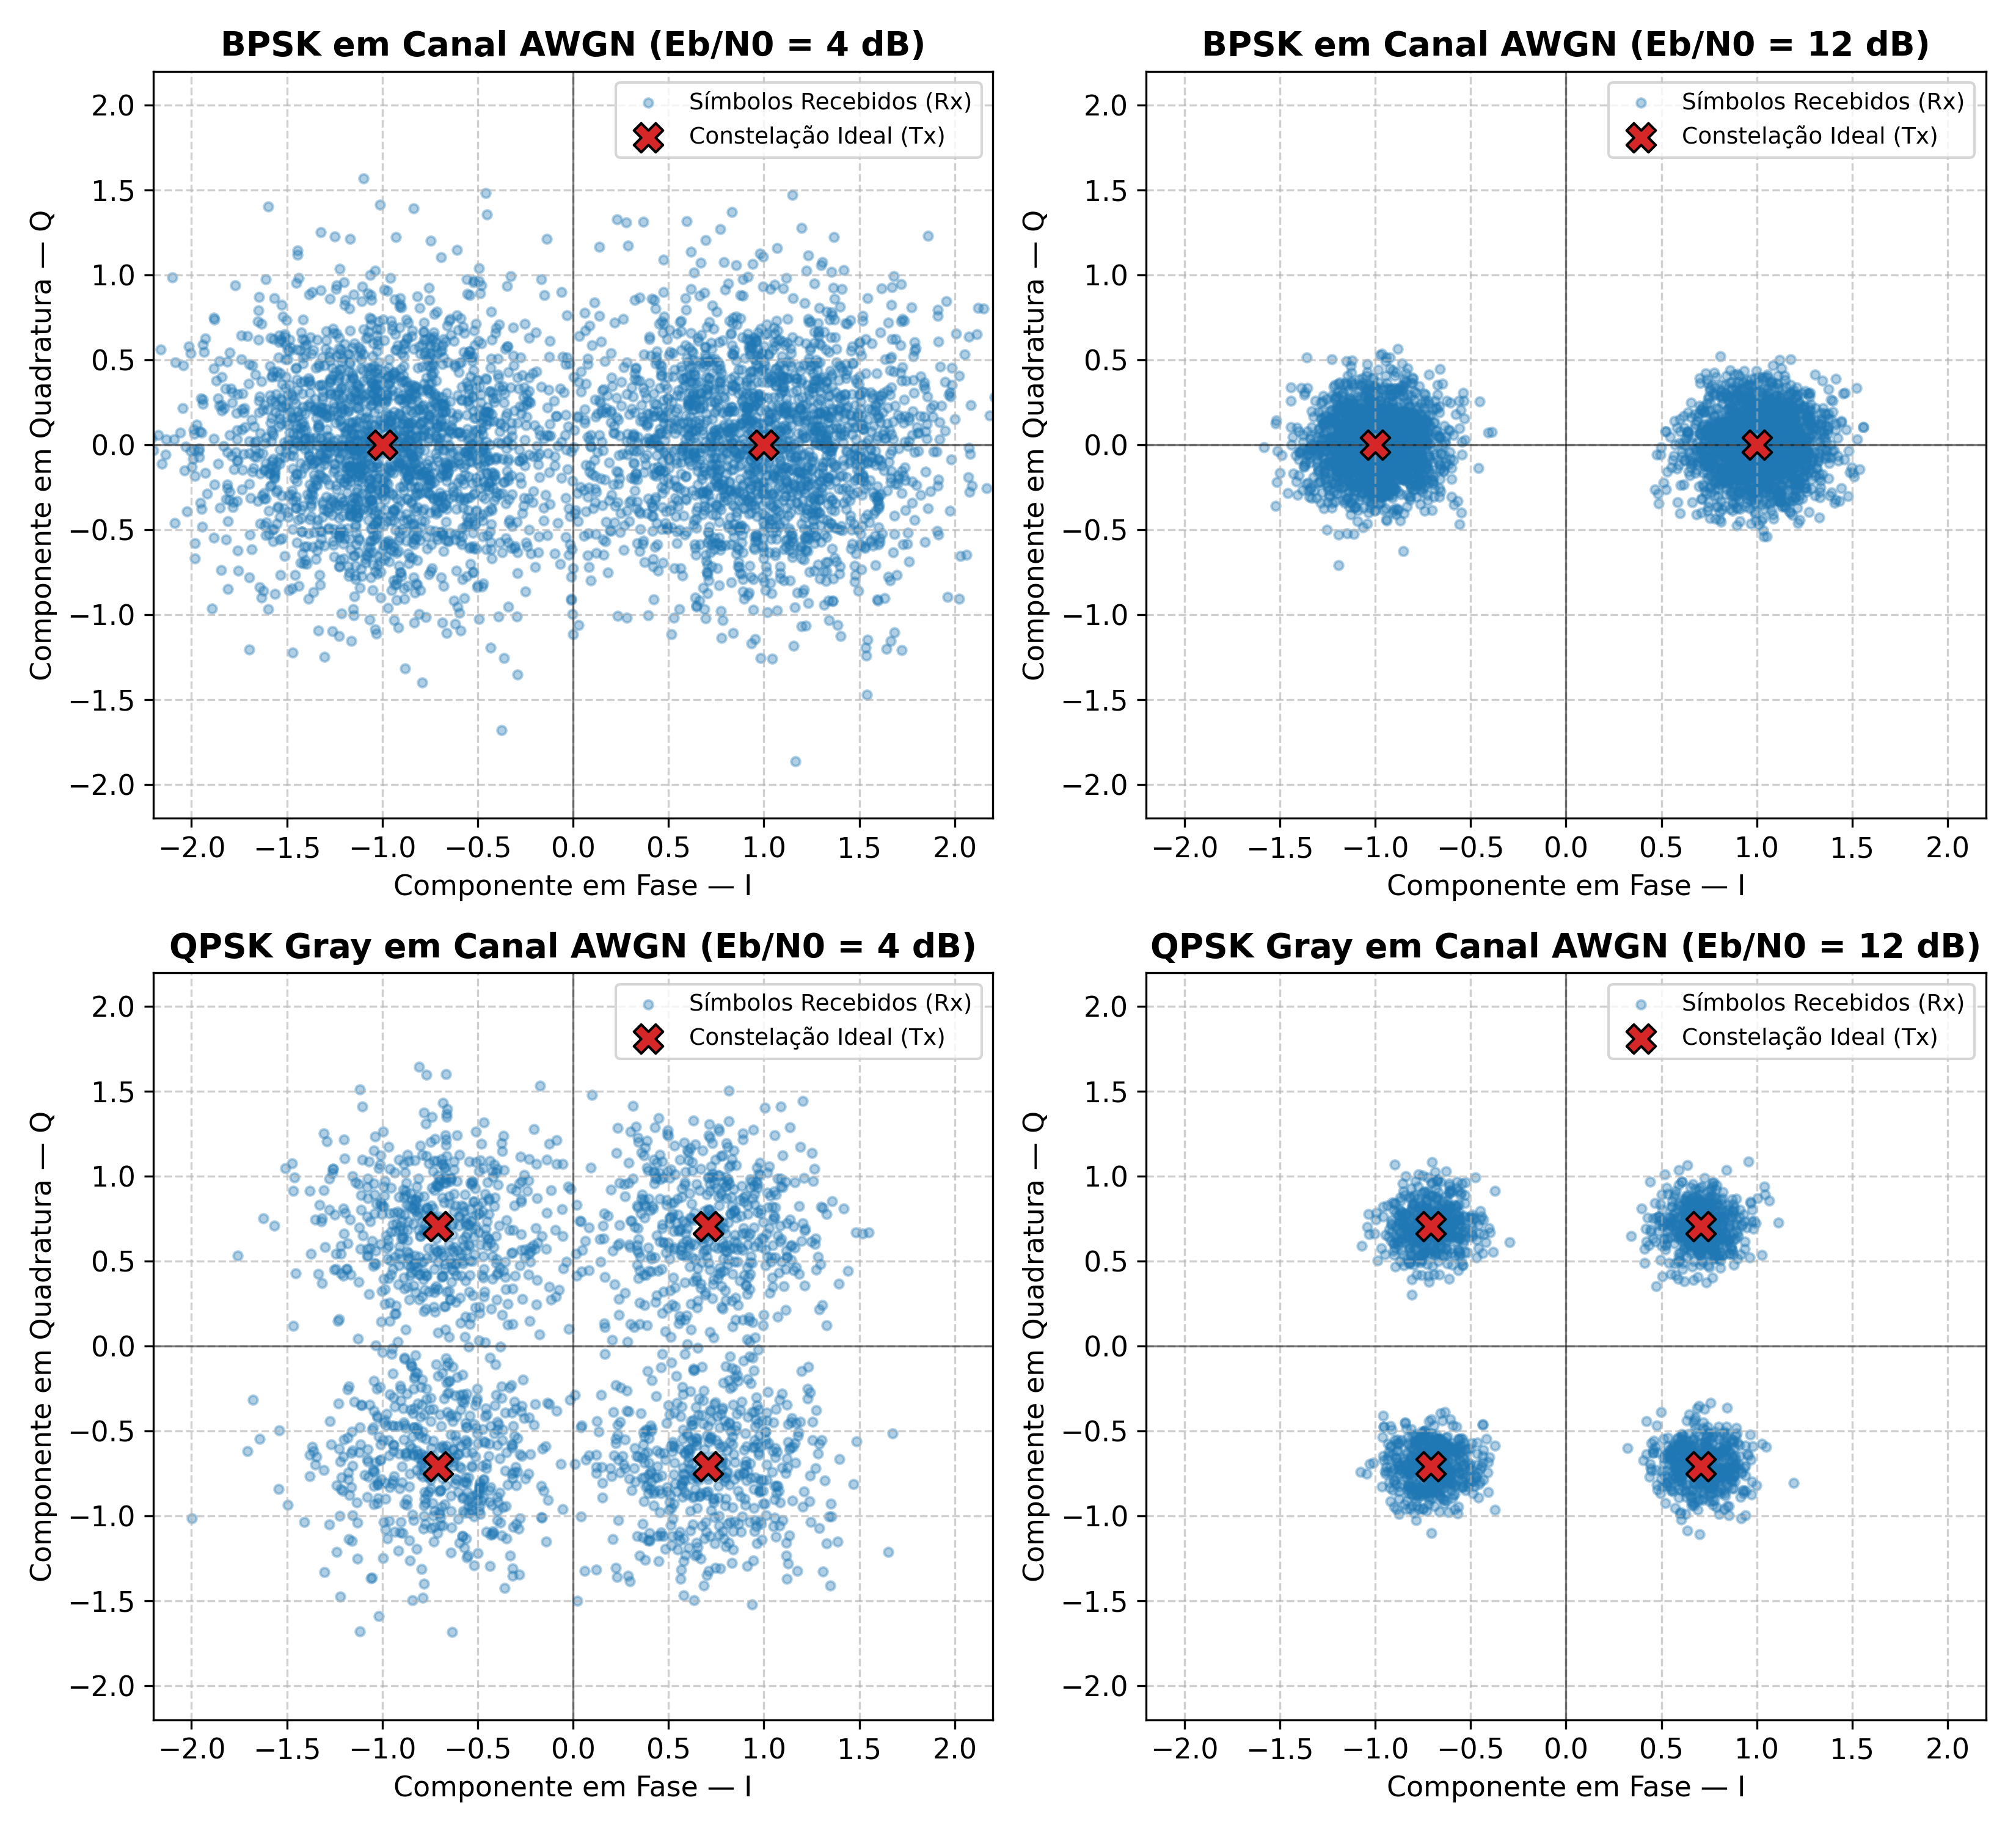 BPSK em Canal AWGN (Eb/N0 = 4 dB)
Símbolos Recebidos (Rx)
Constelação Ideal (Tx)
Componente em Quadratura — Q
2.0
1.5
1.0
0.5
0.0
−0.5
−1.0
−1.5
−2.0
−2.0 −1.5 −1.0 −0.5 0.0 0.5 1.0 1.5 2.0
Componente em Fase — I
BPSK em Canal AWGN (Eb/N0 = 12 dB)
Símbolos Recebidos (Rx)
Constelação Ideal (Tx)
Componente em Quadratura — Q
2.0
1.5
1.0
0.5
0.0
−0.5
−1.0
−1.5
−2.0
−2.0 −1.5 −1.0 −0.5 0.0 0.5 1.0 1.5 2.0
Componente em Fase — I
QPSK Gray em Canal AWGN (Eb/N0 = 4 dB)
Símbolos Recebidos (Rx)
Constelação Ideal (Tx)
Componente em Quadratura — Q
2.0
1.5
1.0
0.5
0.0
−0.5
−1.0
−1.5
−2.0
−2.0 −1.5 −1.0 −0.5 0.0 0.5 1.0 1.5 2.0
Componente em Fase — I
QPSK Gray em Canal AWGN (Eb/N0 = 12 dB)
Símbolos Recebidos (Rx)
Constelação Ideal (Tx)
Componente em Quadratura — Q
2.0
1.5
1.0
0.5
0.0
−0.5
−1.0
−1.5
−2.0
−2.0 −1.5 −1.0 −0.5 0.0 0.5 1.0 1.5 2.0
Componente em Fase — I